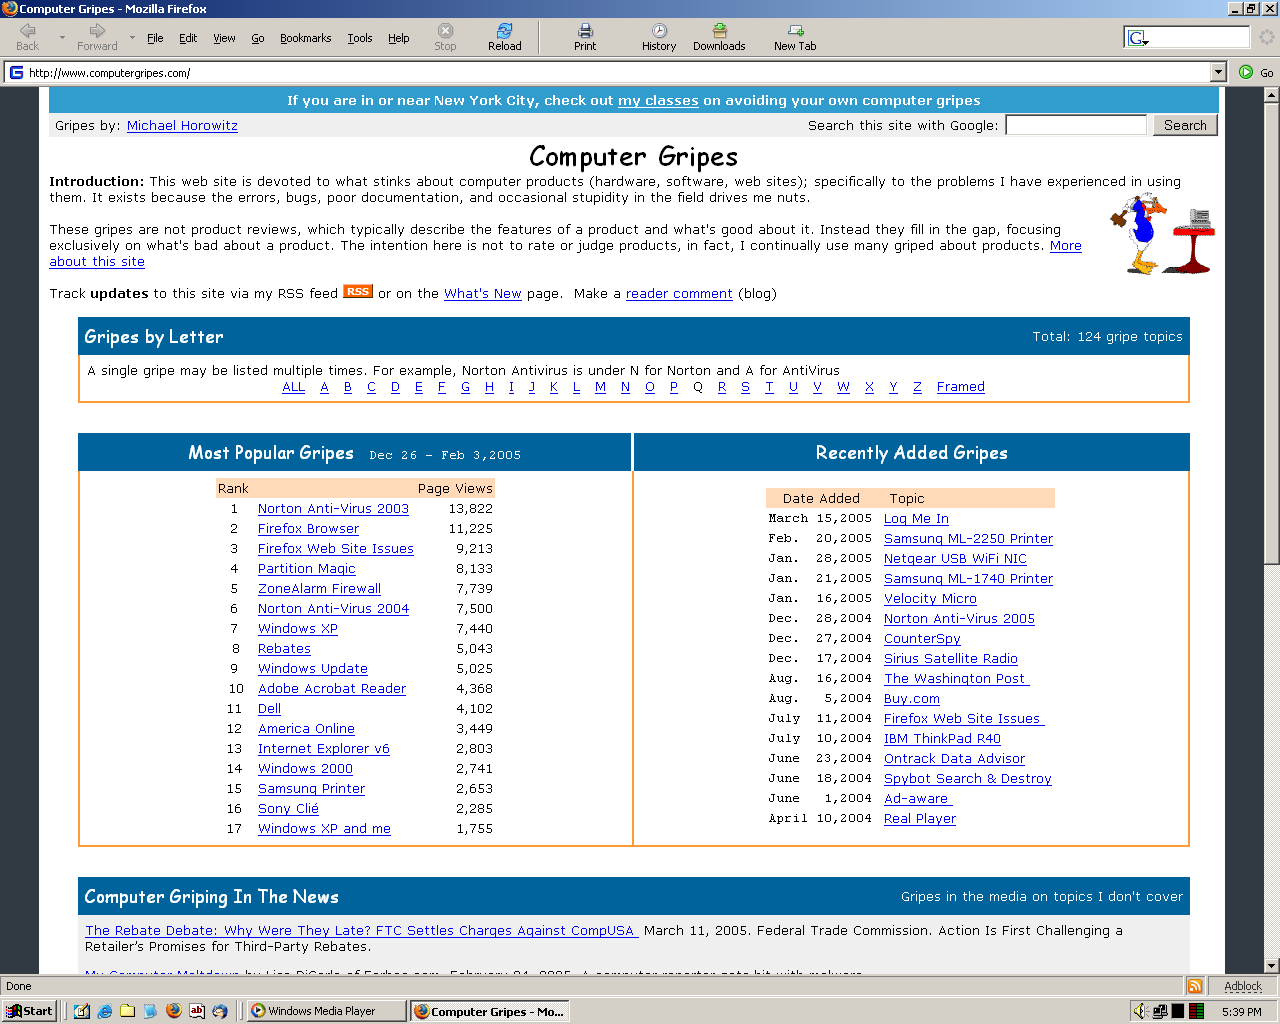 Computer Gripes - Mozilla Firefox
Back Forward File Edit View Go Bookmarks Tools Help Stop Reload Print History Downloads New Tab
http://www.computergripes.com/ Go
If you are in or near New York City, check out my classes on avoiding your own computer gripes
Gripes by: Michael Horowitz Search this site with Google: Search
Computer Gripes
Introduction: This web site is devoted to what stinks about computer products (hardware, software, web sites); specifically to the problems I have experienced in using
them. It exists because the errors, bugs, poor documentation, and occasional stupidity in the field drives me nuts.
These gripes are not product reviews, which typically describe the features of a product and what's good about it. Instead they fill in the gap, focusing
exclusively on what's bad about a product. The intention here is not to rate or judge products, in fact, I continually use many griped about products. More
about this site
Track updates to this site via my RSS feed RSS or on the What's New page. Make a reader comment (blog)
Gripes by Letter Total: 124 gripe topics
A single gripe may be listed multiple times. For example, Norton Antivirus is under N for Norton and A for AntiVirus
ALL A B C D E F G H I J K L M N O P Q R S T U V W X Y Z Framed
Most Popular Gripes Dec 26 - Feb 3,2005
Rank Page Views
1 Norton Anti-Virus 2003 13,822
2 Firefox Browser 11,225
3 Firefox Web Site Issues 9,213
4 Partition Magic 8,133
5 ZoneAlarm Firewall 7,739
6 Norton Anti-Virus 2004 7,500
7 Windows XP 7,440
8 Rebates 5,043
9 Windows Update 5,025
10 Adobe Acrobat Reader 4,368
11 Dell 4,102
12 America Online 3,449
13 Internet Explorer v6 2,803
14 Windows 2000 2,741
15 Samsung Printer 2,653
16 Sony Clié 2,285
17 Windows XP and me 1,755
Recently Added Gripes
Date Added Topic
March 15,2005 Log Me In
Feb. 20,2005 Samsung ML-2250 Printer
Jan. 28,2005 Netgear USB WiFi NIC
Jan. 21,2005 Samsung ML-1740 Printer
Jan. 16,2005 Velocity Micro
Dec. 28,2004 Norton Anti-Virus 2005
Dec. 27,2004 CounterSpy
Dec. 17,2004 Sirius Satellite Radio
Aug. 16,2004 The Washington Post
Aug. 5,2004 Buy.com
July 11,2004 Firefox Web Site Issues
July 10,2004 IBM ThinkPad R40
June 23,2004 Ontrack Data Advisor
June 18,2004 Spybot Search & Destroy
June 1,2004 Ad-aware
April 10,2004 Real Player
Computer Griping In The News Gripes in the media on topics I don't cover
The Rebate Debate: Why Were They Late? FTC Settles Charges Against CompUSA March 11, 2005. Federal Trade Commission. Action Is First Challenging a
Retailer's Promises for Third-Party Rebates.
My Computer Meltdown by Lisa DiCarlo of Forbes.com. February 04, 2005. A computer reporter gets hit with malware.
Done Adblock
Start Windows Media Player Computer Gripes - Mo... 5:39 PM